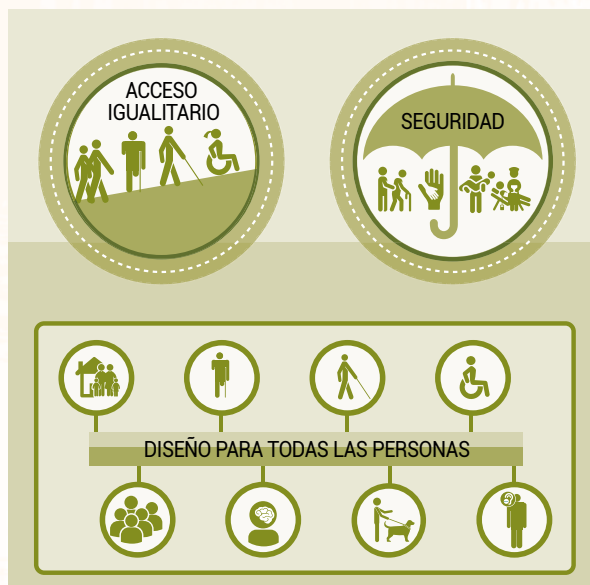 ACCESO
IGUALITARIO
SEGURIDAD
DISEÑO PARA TODAS LAS PERSONAS